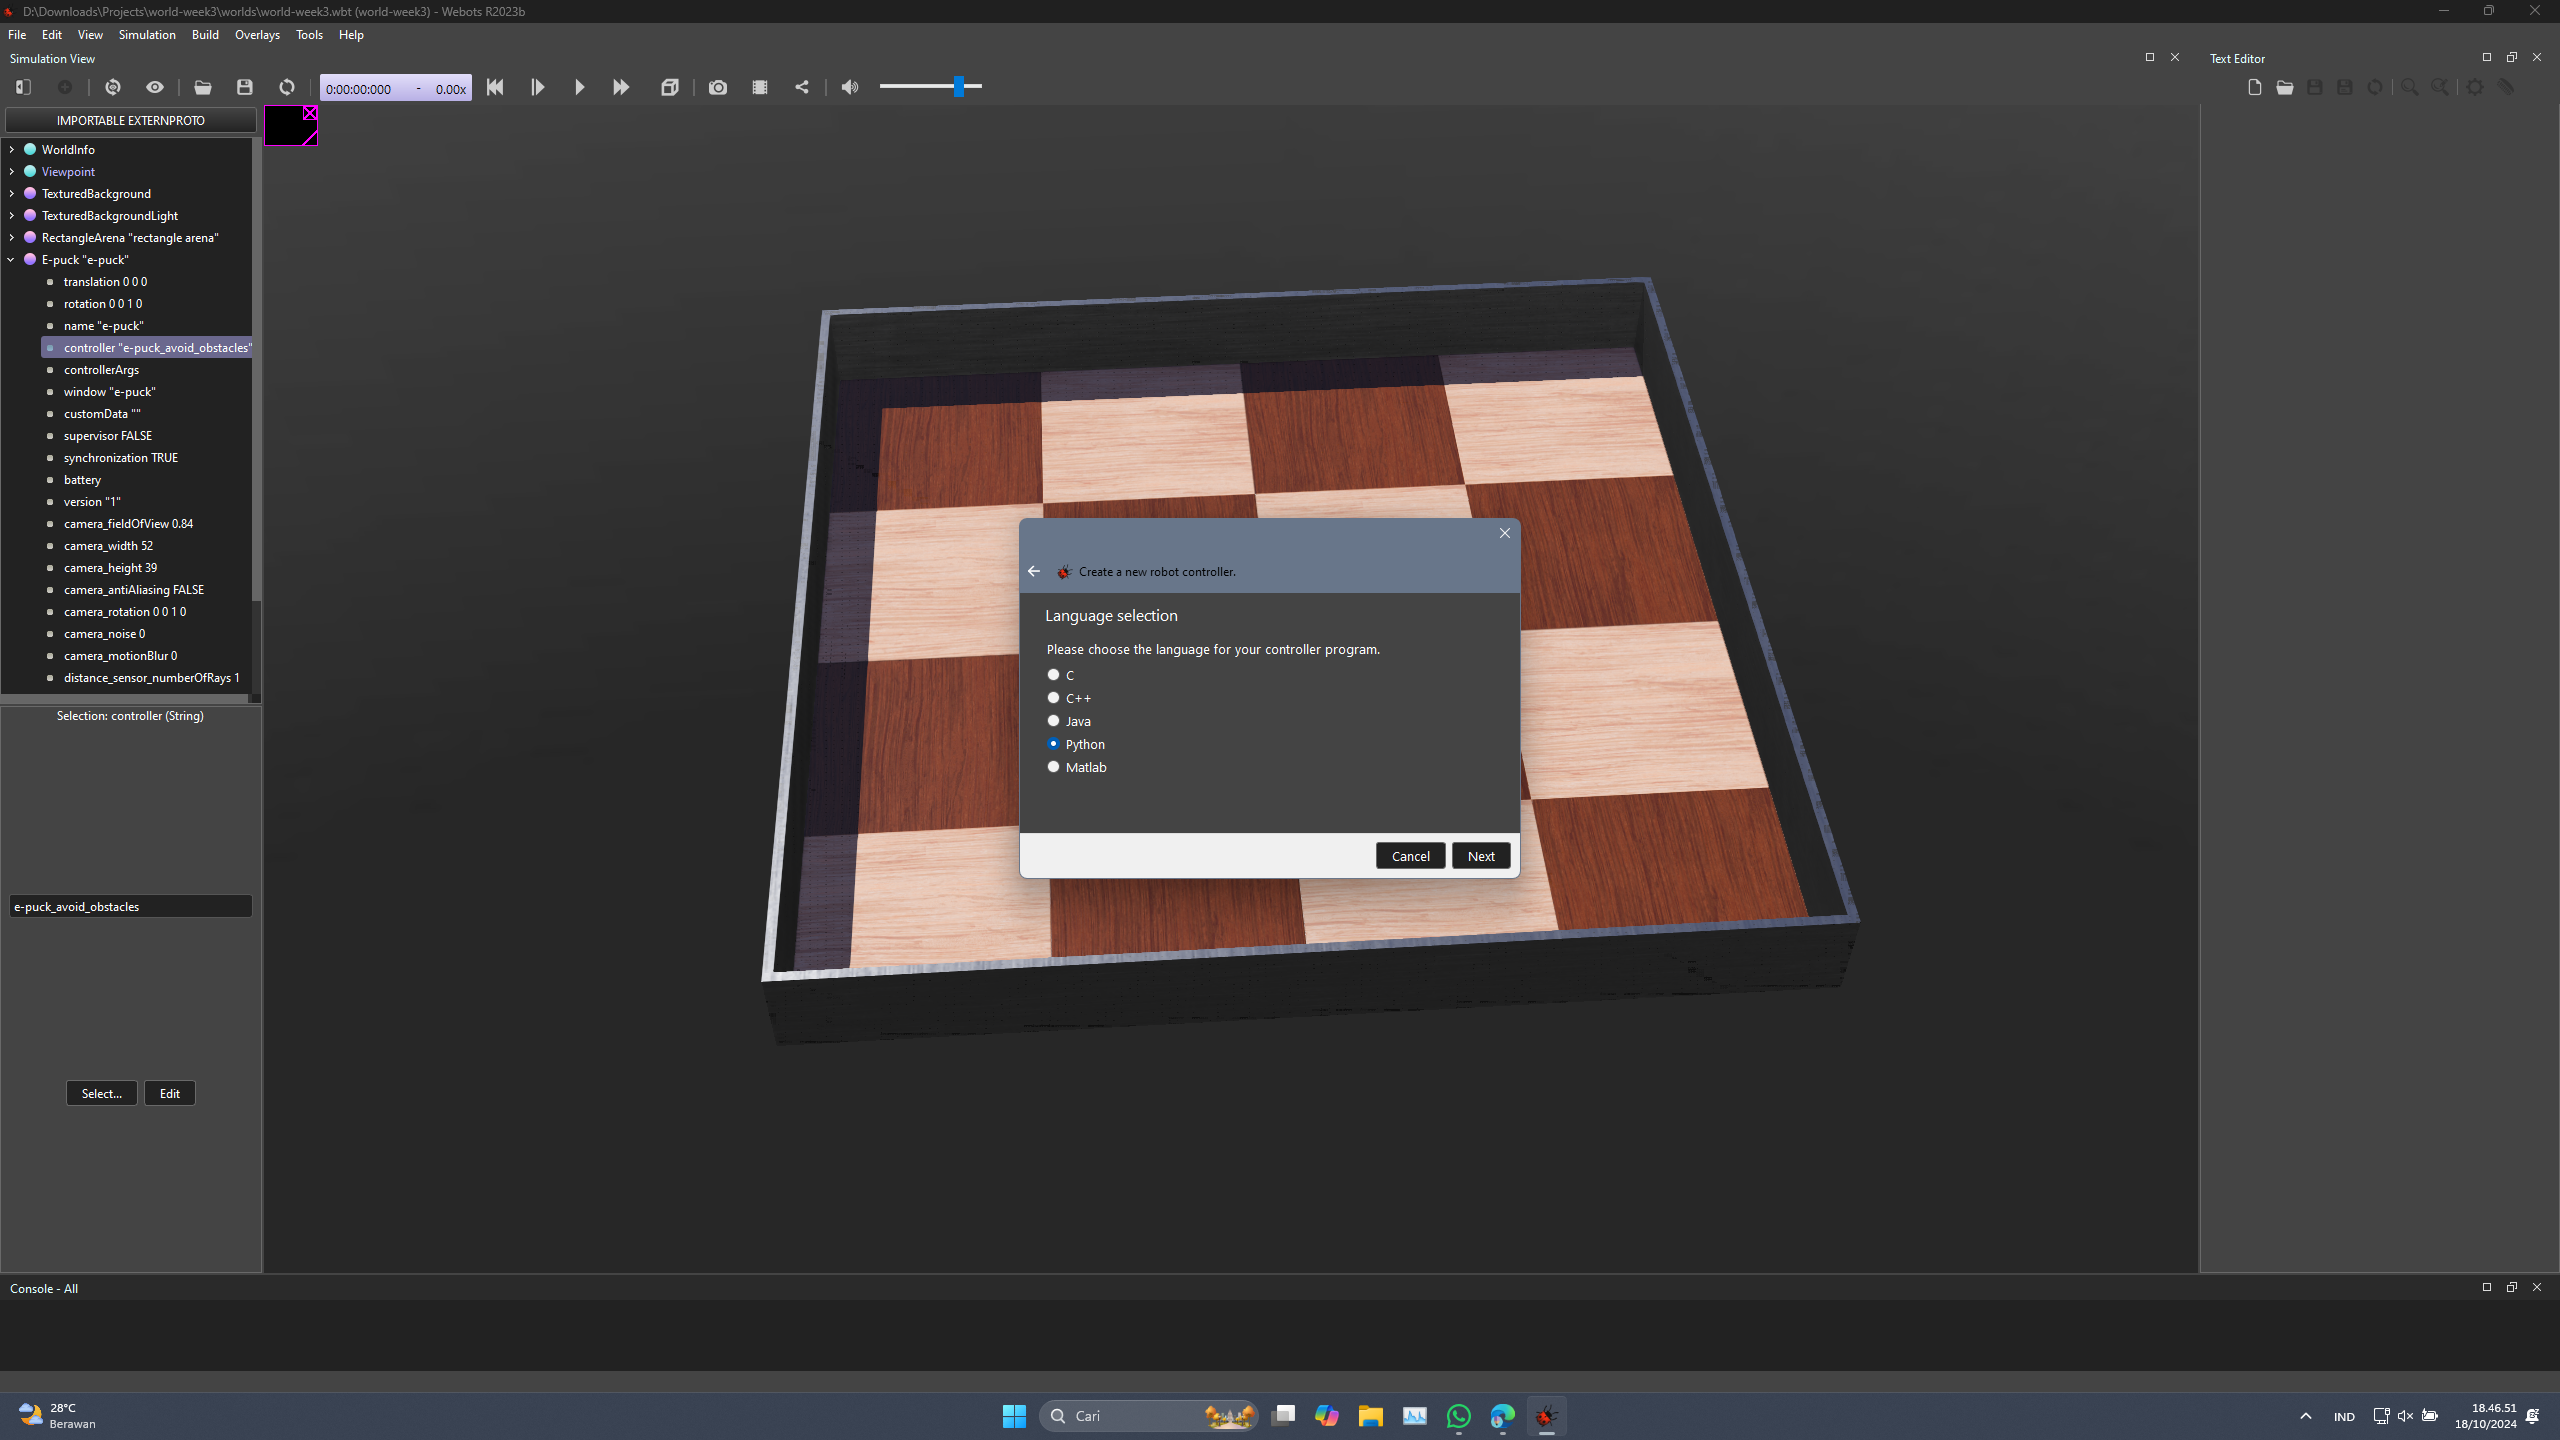 D:\Downloads\Projects\world-week3\worlds\world-week3.wbt (world-week3) - Webots R2023b
File Edit View Simulation Build Overlays Tools Help
Simulation View
Text Editor
0:00:00:000 - 0.00x
IMPORTABLE EXTERNPROTO
WorldInfo
Viewpoint
TexturedBackground
TexturedBackgroundLight
RectangleArena "rectangle arena"
E-puck "e-puck"
translation 0 0 0
rotation 0 0 1 0
name "e-puck"
controller "e-puck_avoid_obstacles"
controllerArgs
window "e-puck"
customData ""
supervisor FALSE
synchronization TRUE
battery
version "1"
camera_fieldOfView 0.84
camera_width 52
camera_height 39
camera_antiAliasing FALSE
camera_rotation 0 0 1 0
camera_noise 0
camera_motionBlur 0
distance_sensor_numberOfRays 1
Selection: controller (String)
e-puck_avoid_obstacles
Select... Edit
Create a new robot controller.
Language selection
Please choose the language for your controller program.
C
C++
Java
Python
Matlab
Cancel Next
Console - All
28°C
Berawan
Cari
IND
18.46.51
18/10/2024